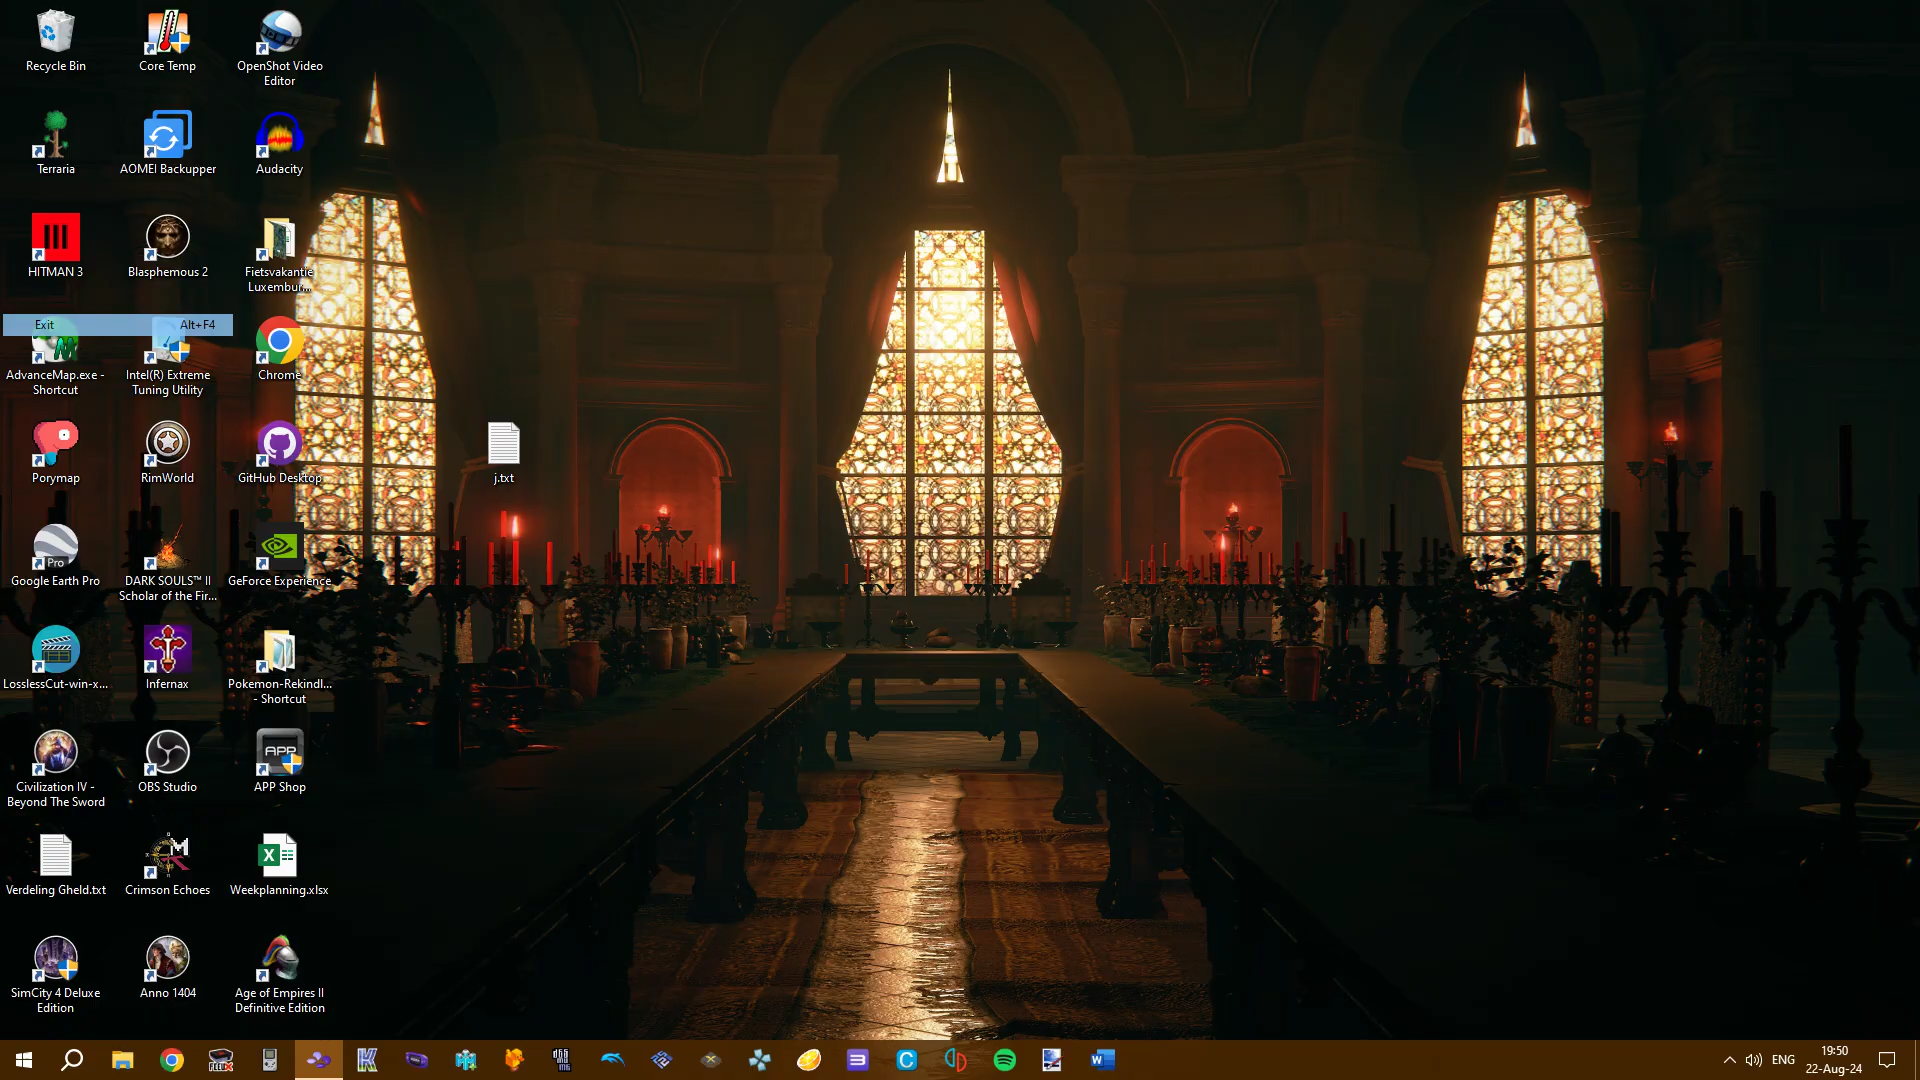 Recycle Bin
Core Temp
OpenShot Video
Editor
Terraria
AOMEI Backupper
Audacity
HITMAN 3
Blasphemous 2
Fietsvakantie
Luxembur...
Exit Alt+F4
AdvanceMap.exe -
Shortcut
Intel(R) Extreme
Tuning Utility
Chrome
Porymap
RimWorld
GitHub Desktop
j.txt
Pro
Google Earth Pro
DARK SOULS™ II
Scholar of the Fir...
GeForce Experience
LosslessCut-win-x...
Infernax
Pokemon-Rekindl...
- Shortcut
Civilization IV -
Beyond The Sword
OBS Studio
APP
APP Shop
Verdeling Gheld.txt
Crimson Echoes
Weekplanning.xlsx
SimCity 4 Deluxe
Edition
Anno 1404
Age of Empires II
Definitive Edition
ENG
19:50
22-Aug-24